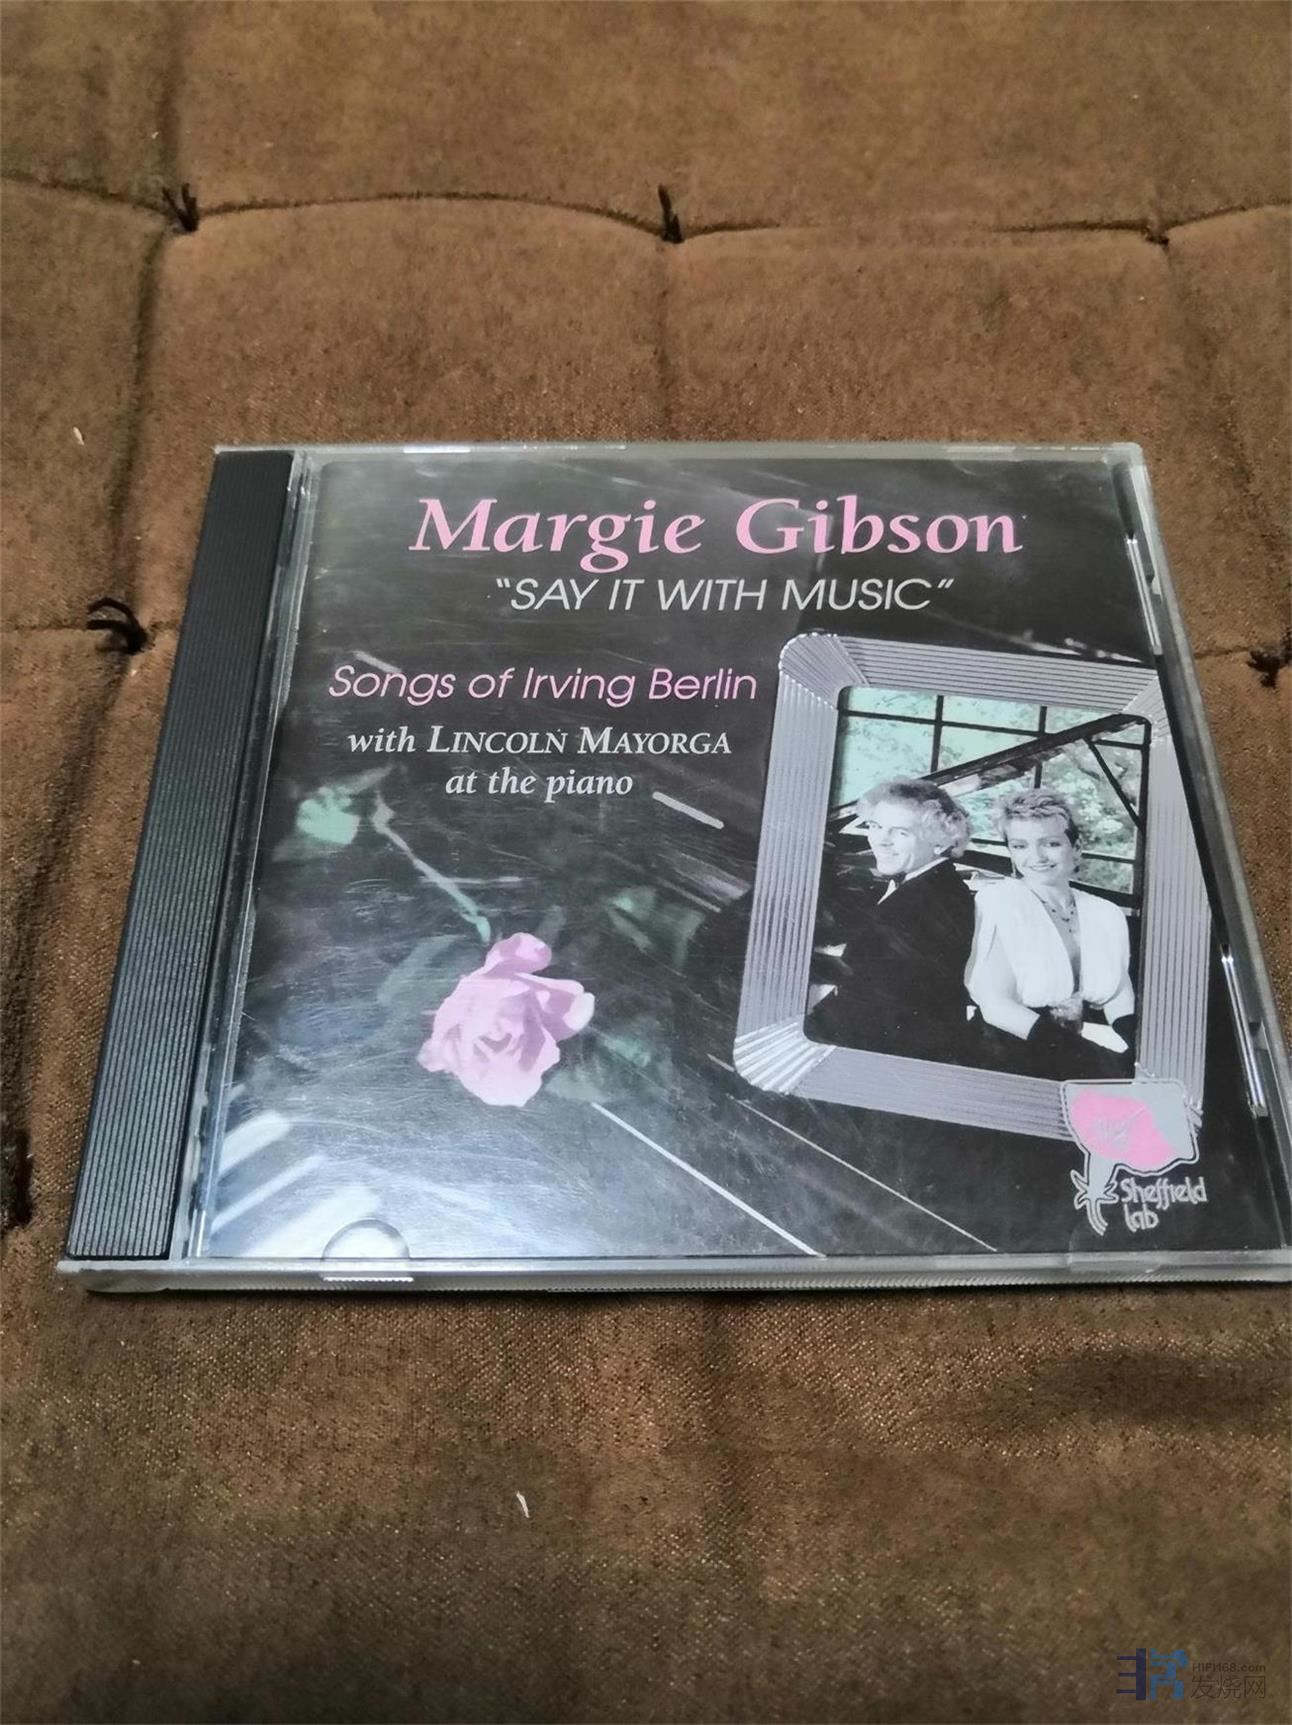 Margie Gibson
"SAY IT WITH MUSIC"
Songs of Irving Berlin
with LINCOLN MAYORGA
at the piano
Sheffield
lab
HIFI168.com
发烧网